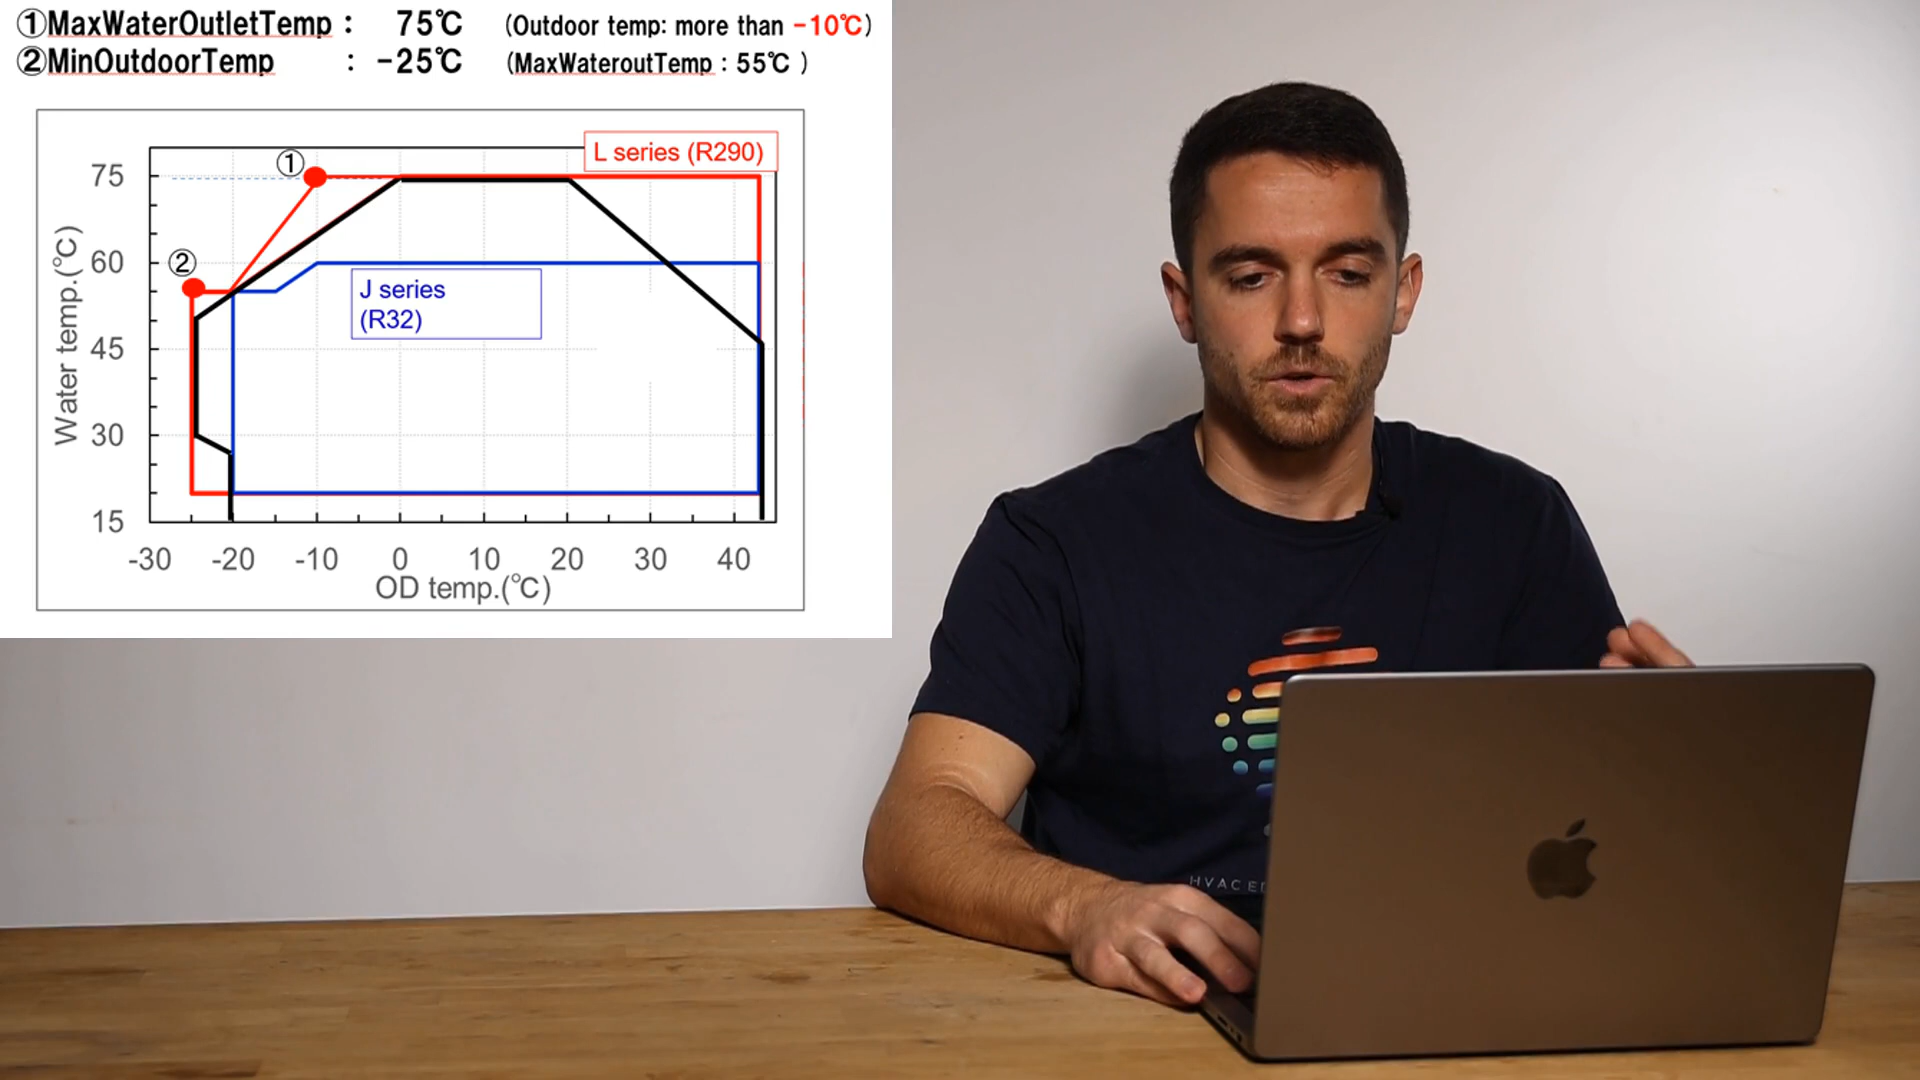 ①MaxWaterOutletTemp : 75℃ (Outdoor temp: more than -10℃)
②MinOutdoorTemp : -25℃ (MaxWateroutTemp : 55℃ )
L series (R290)
①
75
②
60
J series
(R32)
45
30
15
Water temp.(℃)
-30 -20 -10 0 10 20 30 40
OD temp.(℃)
HVAC